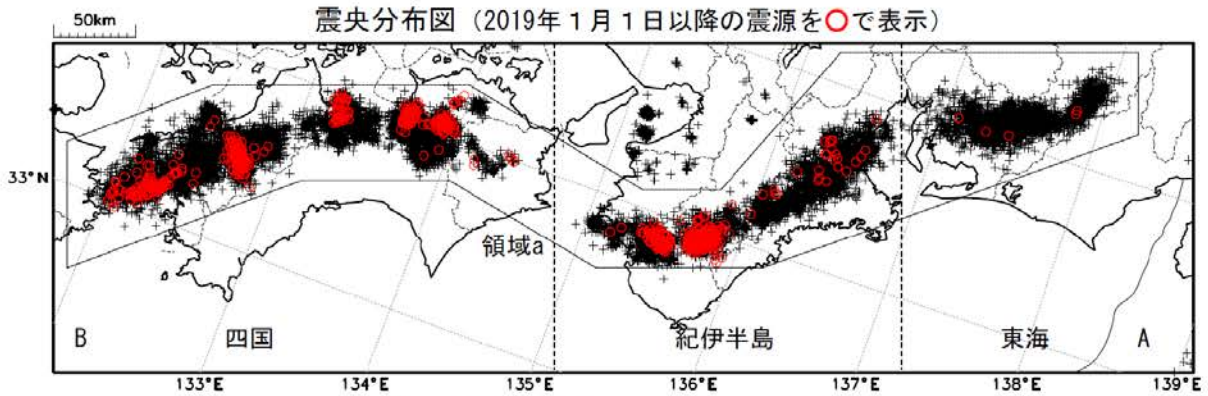 震央分布図（2019年１月１日以降の震源を○で表示）
50km
33°N
領域a
B
四国
紀伊半島
東海
A
133°E
134°E
135°E
136°E
137°E
138°E
139°E